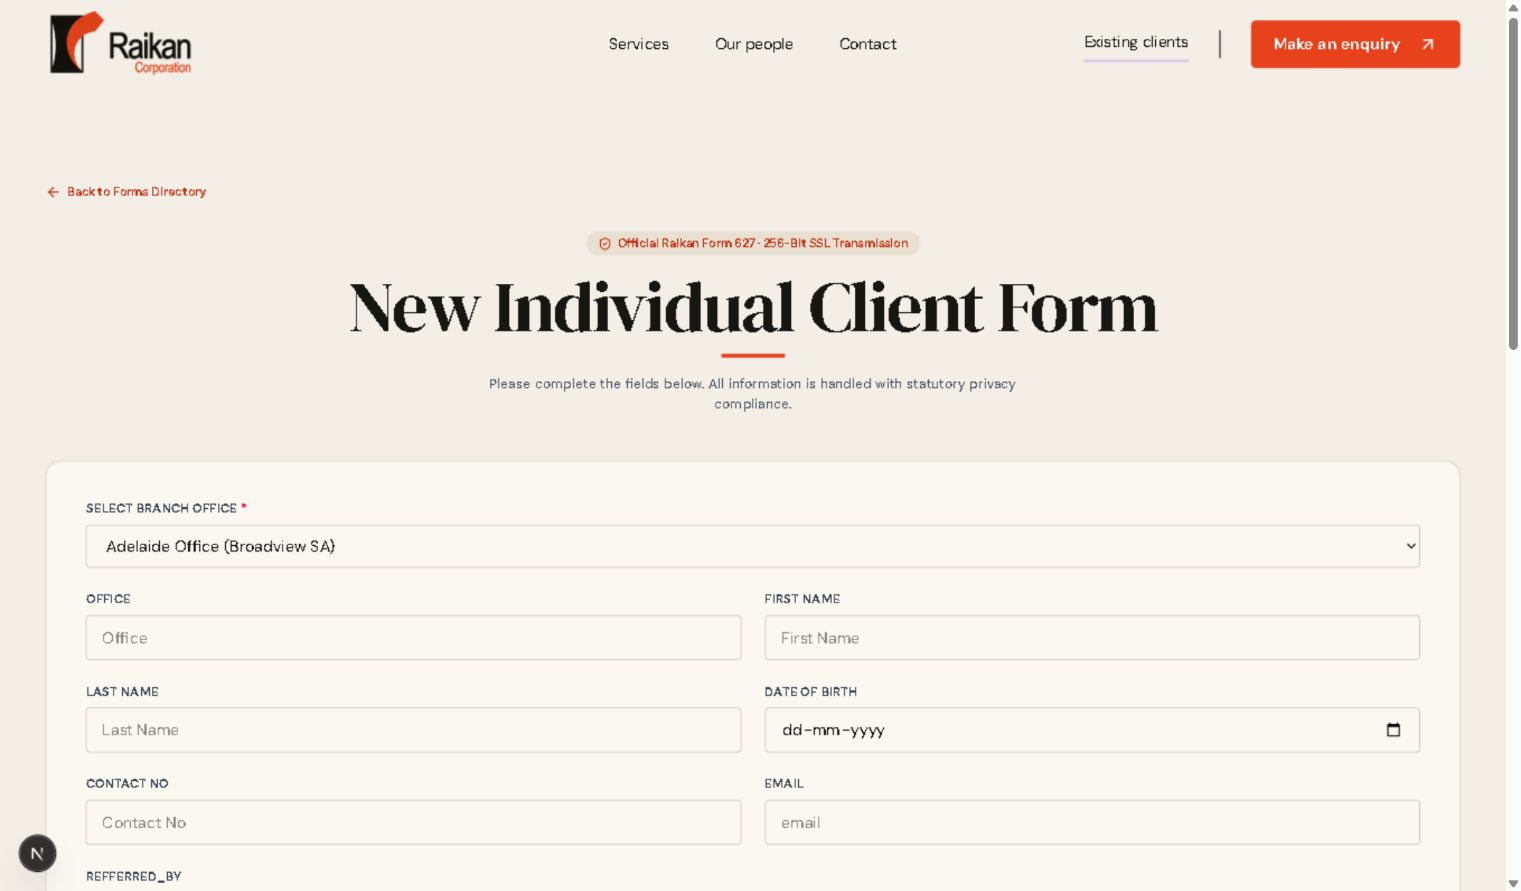 Raikan
Corporation
Services
Our people
Contact
Existing clients
Make an enquiry
Back to Forms Directory
Official Raikan Form 627 · 256-Bit SSL Transmission
New Individual Client Form
Please complete the fields below. All information is handled with statutory privacy
compliance.
SELECT BRANCH OFFICE *
Adelaide Office (Broadview SA)
OFFICE
Office
FIRST NAME
First Name
LAST NAME
Last Name
DATE OF BIRTH
dd-mm-yyyy
CONTACT NO
Contact No
EMAIL
email
N
REFFERRED_BY